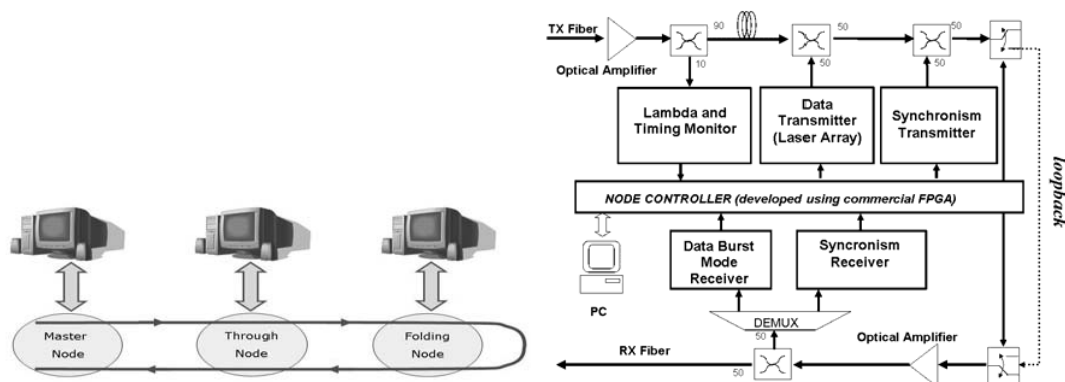 Master
Node
Through
Node
Folding
Node
TX Fiber
Optical Amplifier
90
10
50
50
50
50
Lambda and
Timing Monitor
Data
Transmitter
(Laser Array)
Synchronism
Transmitter
loopback
NODE CONTROLLER (developed using commercial FPGA)
PC
Data Burst
Mode
Receiver
Syncronism
Receiver
DEMUX
50
RX Fiber
50
Optical Amplifier